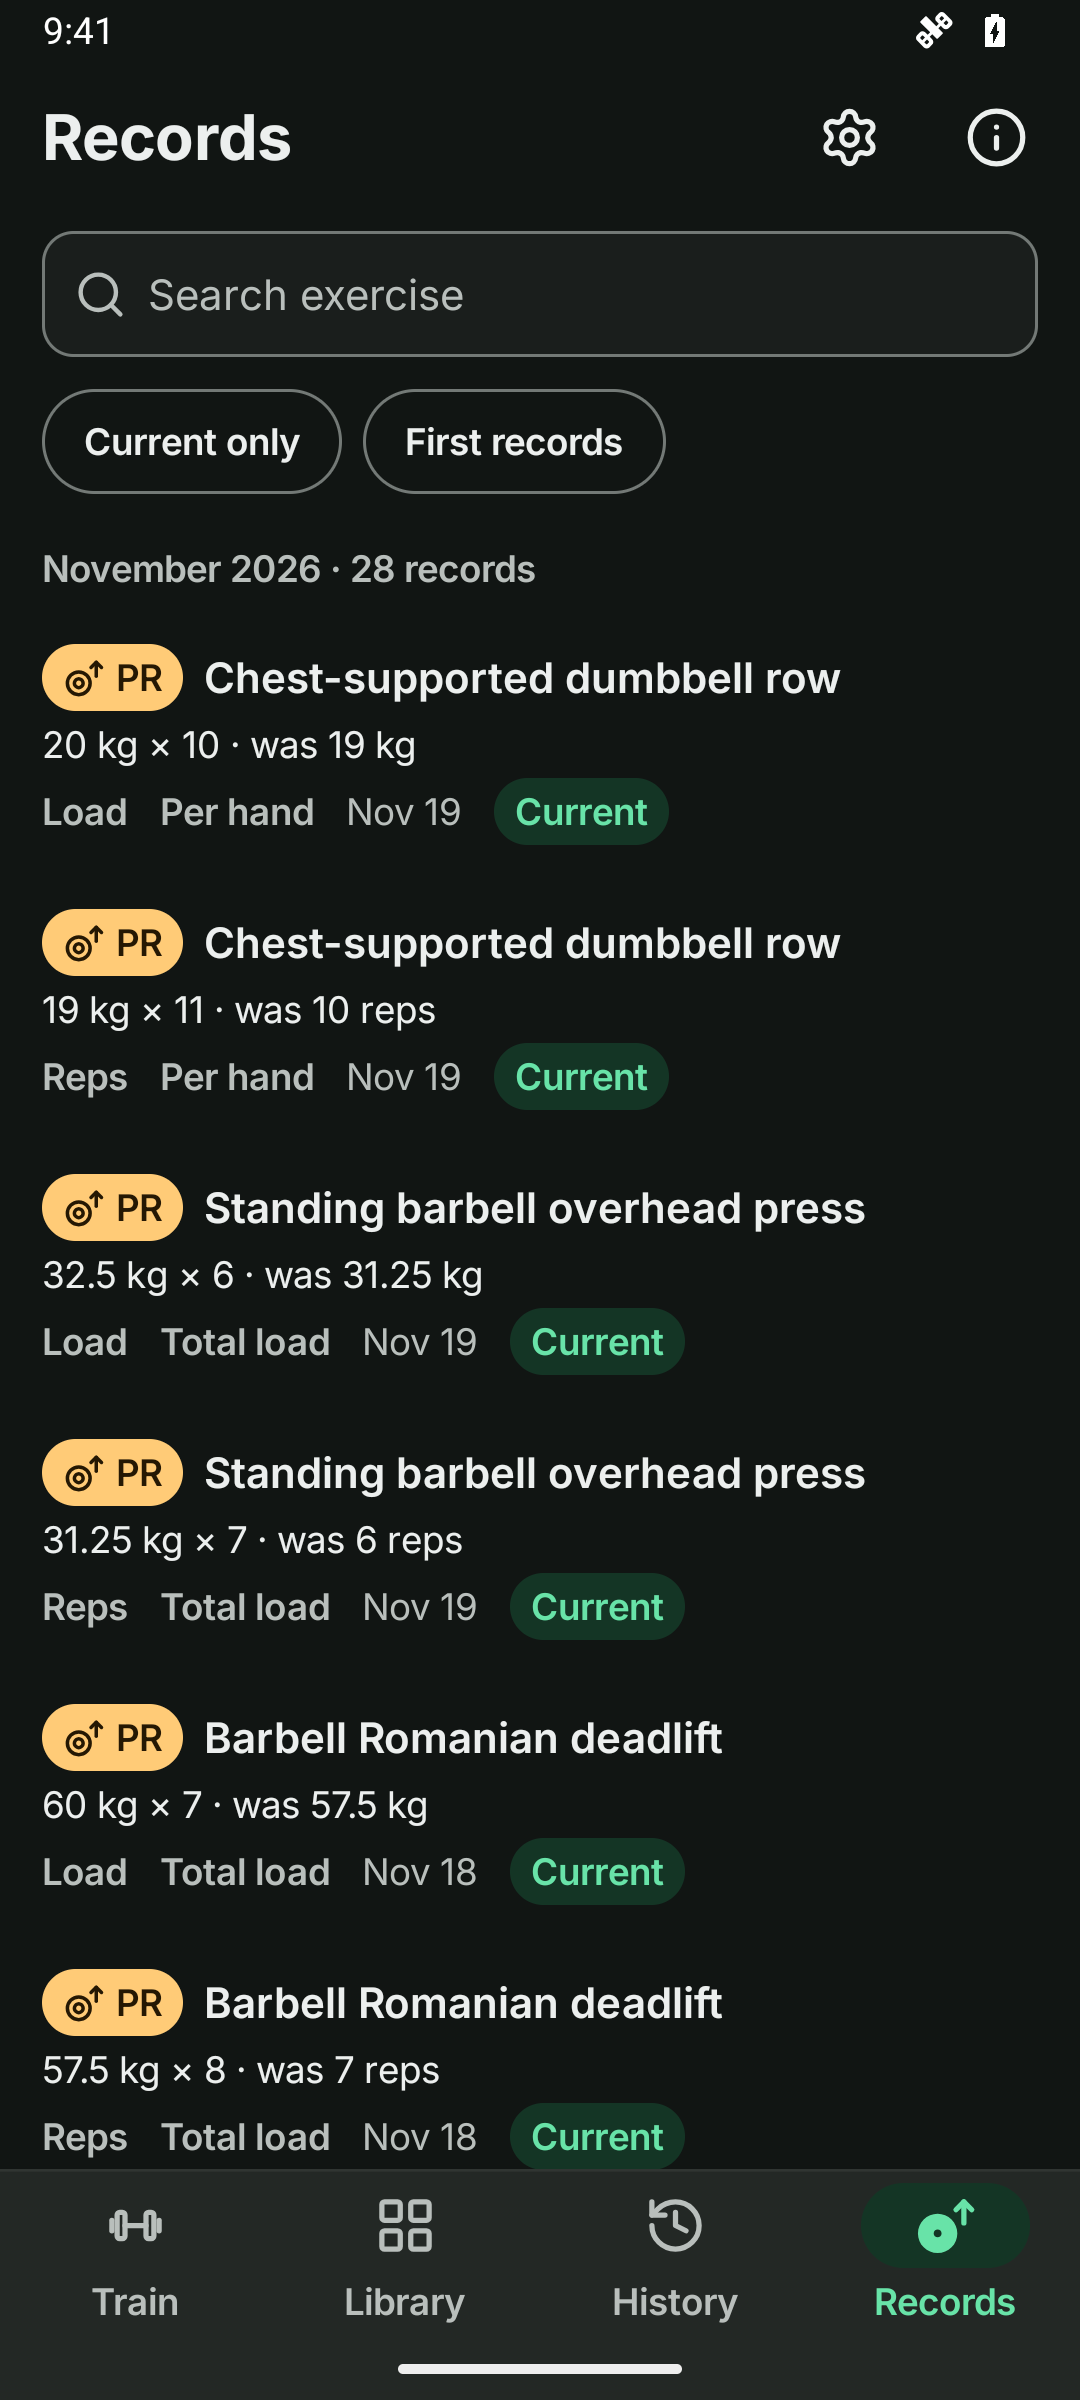 9:41
Records
Search exercise
Current only First records
November 2026 · 28 records
PR Chest-supported dumbbell row
20 kg × 10 · was 19 kg
Load Per hand Nov 19 Current
PR Chest-supported dumbbell row
19 kg × 11 · was 10 reps
Reps Per hand Nov 19 Current
PR Standing barbell overhead press
32.5 kg × 6 · was 31.25 kg
Load Total load Nov 19 Current
PR Standing barbell overhead press
31.25 kg × 7 · was 6 reps
Reps Total load Nov 19 Current
PR Barbell Romanian deadlift
60 kg × 7 · was 57.5 kg
Load Total load Nov 18 Current
PR Barbell Romanian deadlift
57.5 kg × 8 · was 7 reps
Reps Total load Nov 18 Current
Train Library History Records